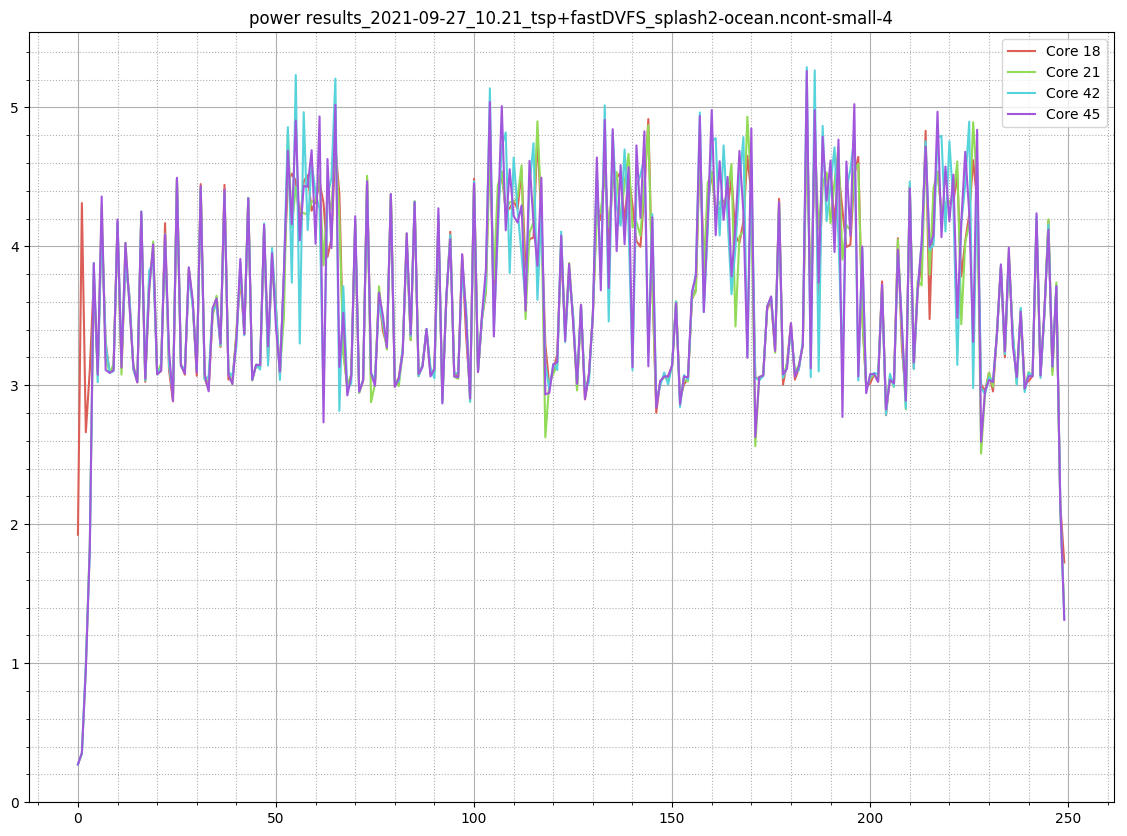 power results_2021-09-27_10.21_tsp+fastDVFS_splash2-ocean.ncont-small-4
Core 18
Core 21
Core 42
Core 45
5
4
3
2
1
0
0 50 100 150 200 250